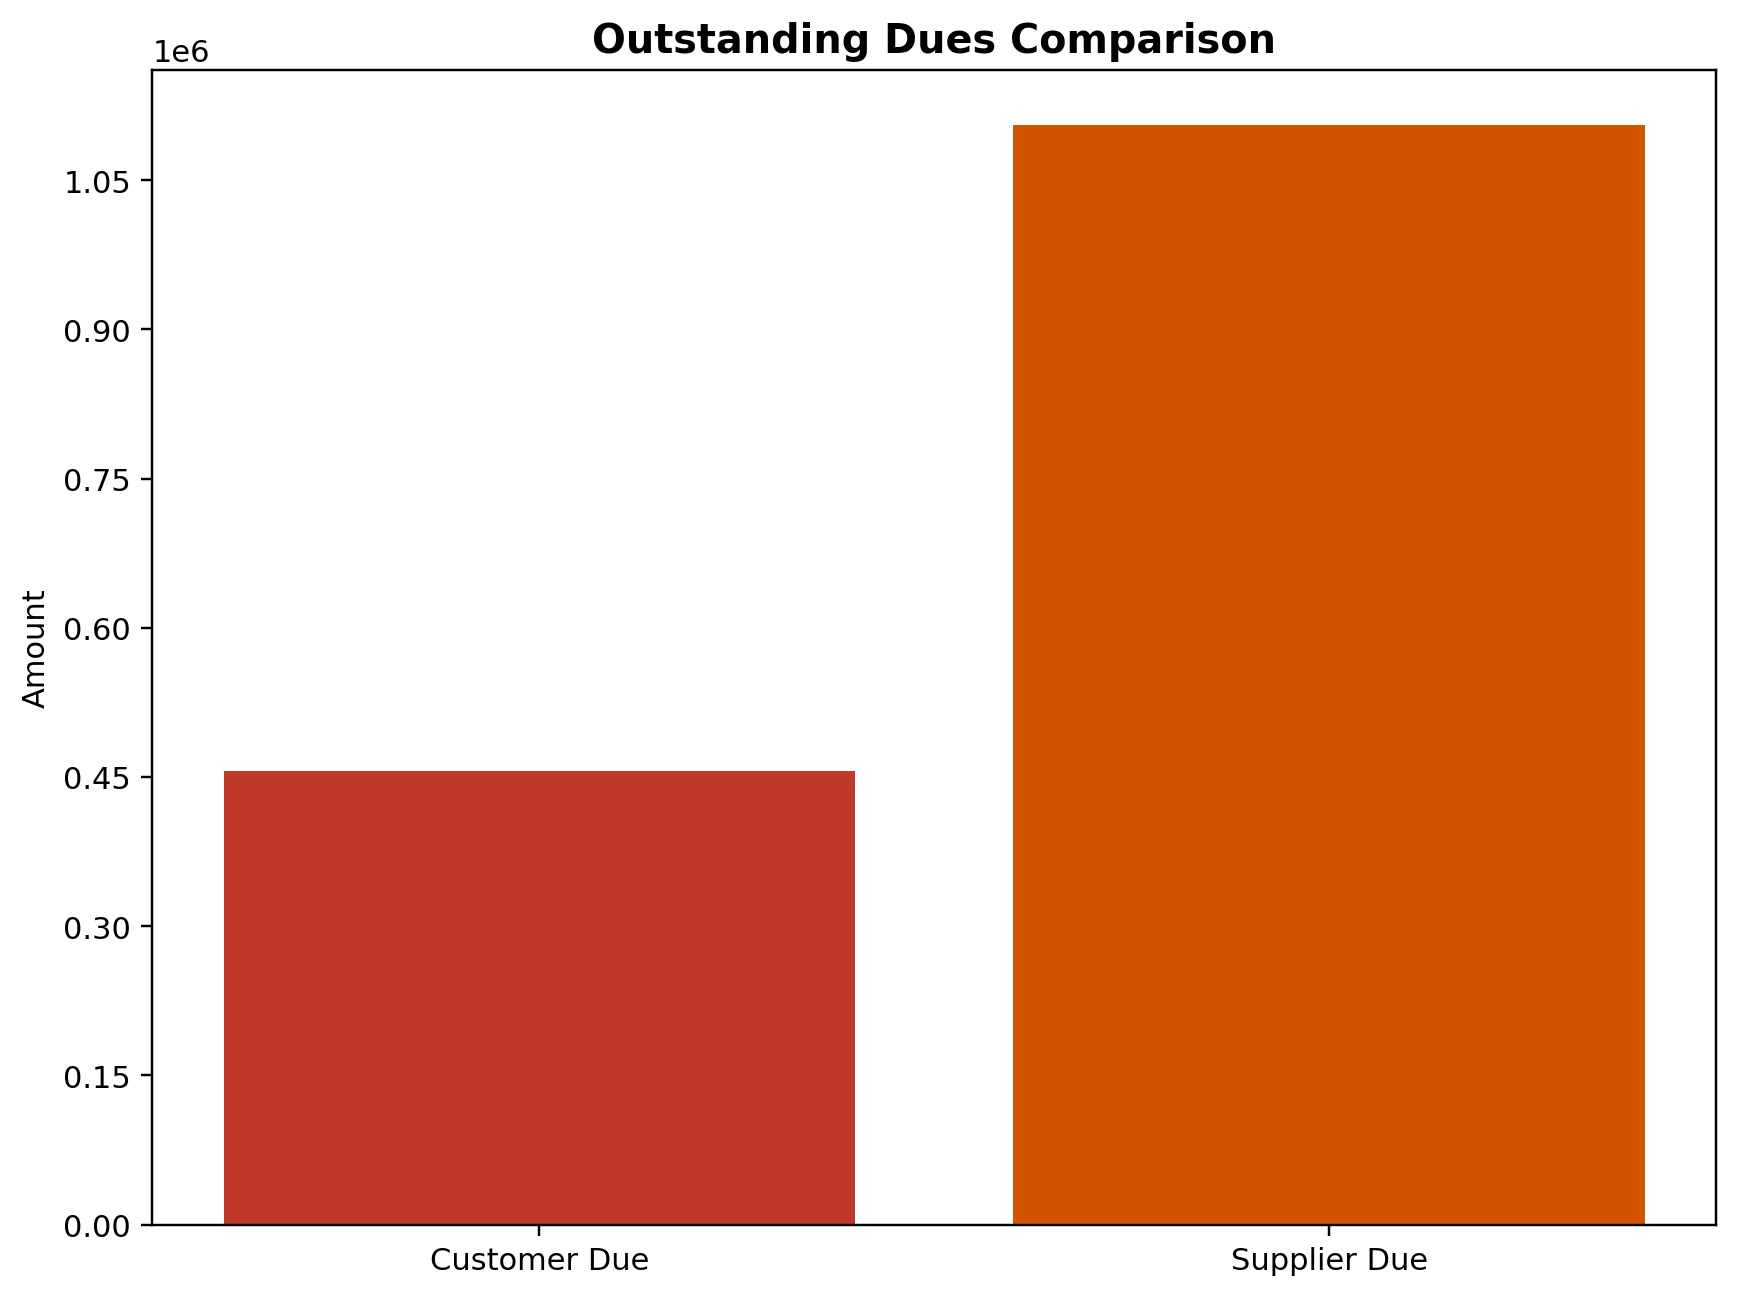 Outstanding Dues Comparison
1e6
1.05
0.90
0.75
0.60
0.45
0.30
0.15
0.00
Amount
Customer Due
Supplier Due